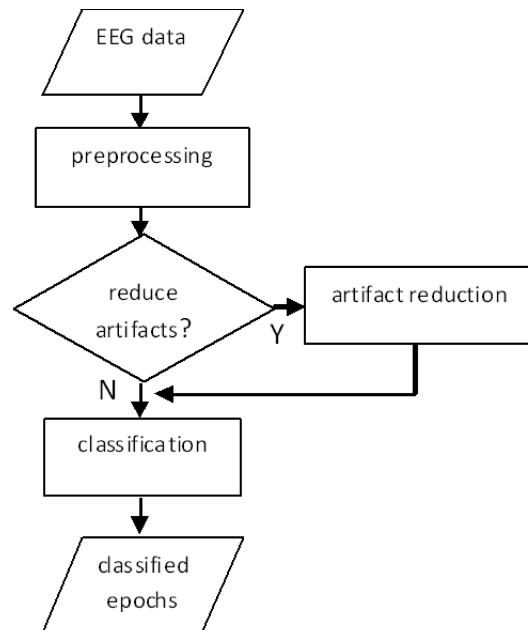 EEG data
preprocessing
reduce
artifacts?
Y
artifact reduction
N
classification
classified
epochs